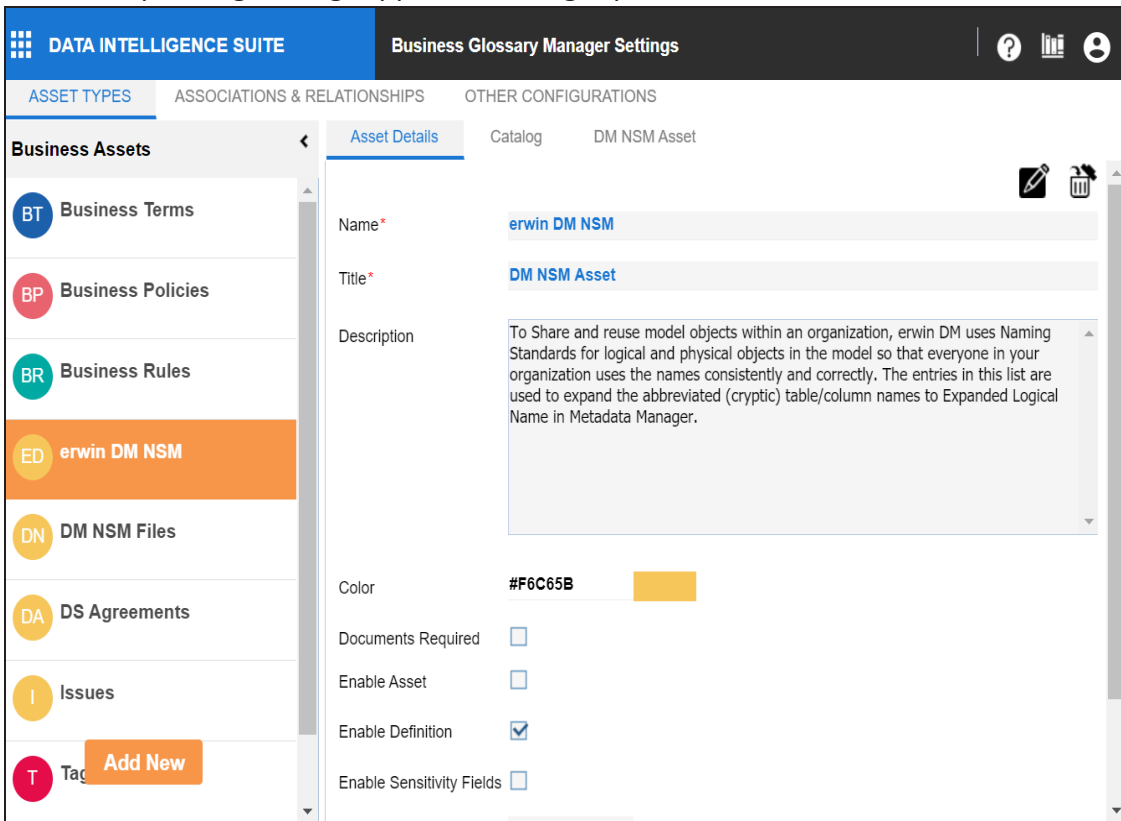 DATA INTELLIGENCE SUITE
Business Glossary Manager Settings
?
ASSET TYPES
ASSOCIATIONS & RELATIONSHIPS
OTHER CONFIGURATIONS
Business Assets
Asset Details
Catalog
DM NSM Asset
BT Business Terms
BP Business Policies
BR Business Rules
ED erwin DM NSM
DN DM NSM Files
DA DS Agreements
I Issues
T Tag
Add New
Name* erwin DM NSM
Title* DM NSM Asset
Description
To Share and reuse model objects within an organization, erwin DM uses Naming
Standards for logical and physical objects in the model so that everyone in your
organization uses the names consistently and correctly. The entries in this list are
used to expand the abbreviated (cryptic) table/column names to Expanded Logical
Name in Metadata Manager.
Color #F6C65B
Documents Required
Enable Asset
Enable Definition
Enable Sensitivity Fields